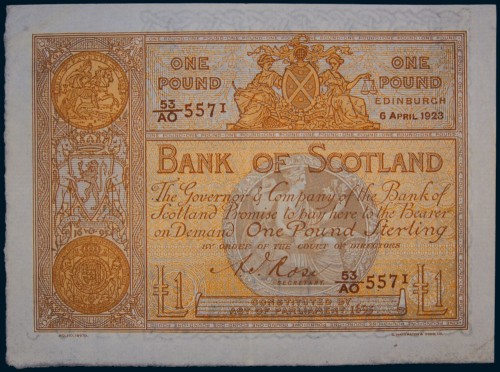 ONE POUND
ONE POUND
53/AO 5571
EDINBURGH
6 APRIL 1923
BANK OF SCOTLAND
The Governor & Company of the Bank of
Scotland Promise to pay here to the Bearer
on Demand One Pound Sterling
BY ORDER OF THE COURT OF DIRECTORS
A. J. Rose
SECRETARY
53/AO 5571
£1
£1
CONSTITUTED BY
ACT OF PARLIAMENT 1695